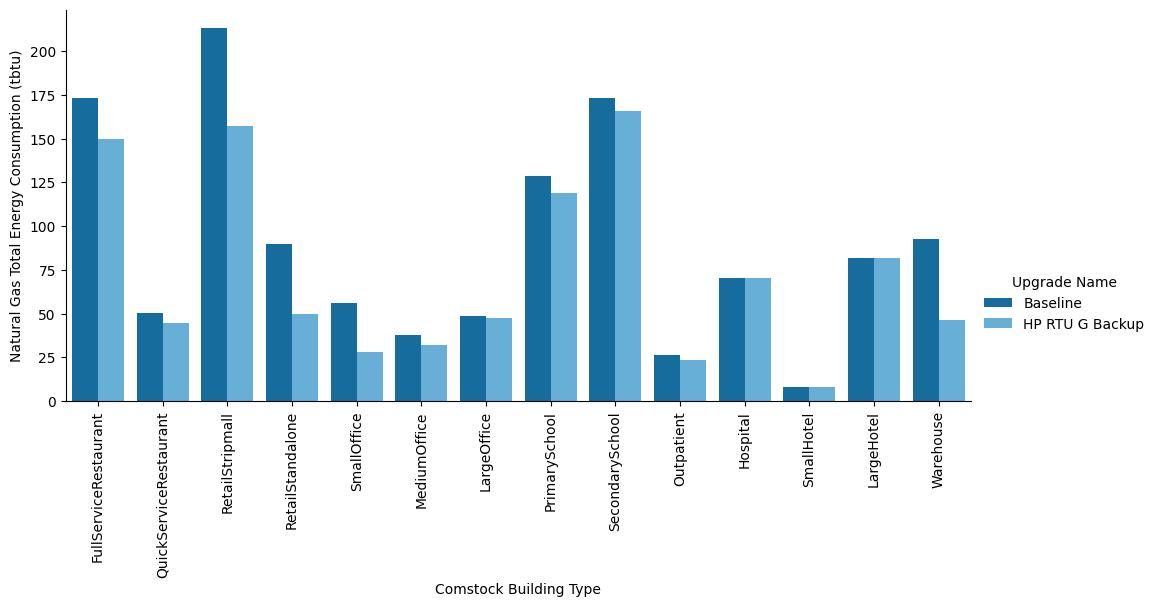 Natural Gas Total Energy Consumption (tbtu)
200
175
150
125
100
75
50
25
0
FullServiceRestaurant
QuickServiceRestaurant
RetailStripmall
RetailStandalone
SmallOffice
MediumOffice
LargeOffice
PrimarySchool
SecondarySchool
Outpatient
Hospital
SmallHotel
LargeHotel
Warehouse
Comstock Building Type
Upgrade Name
Baseline
HP RTU G Backup